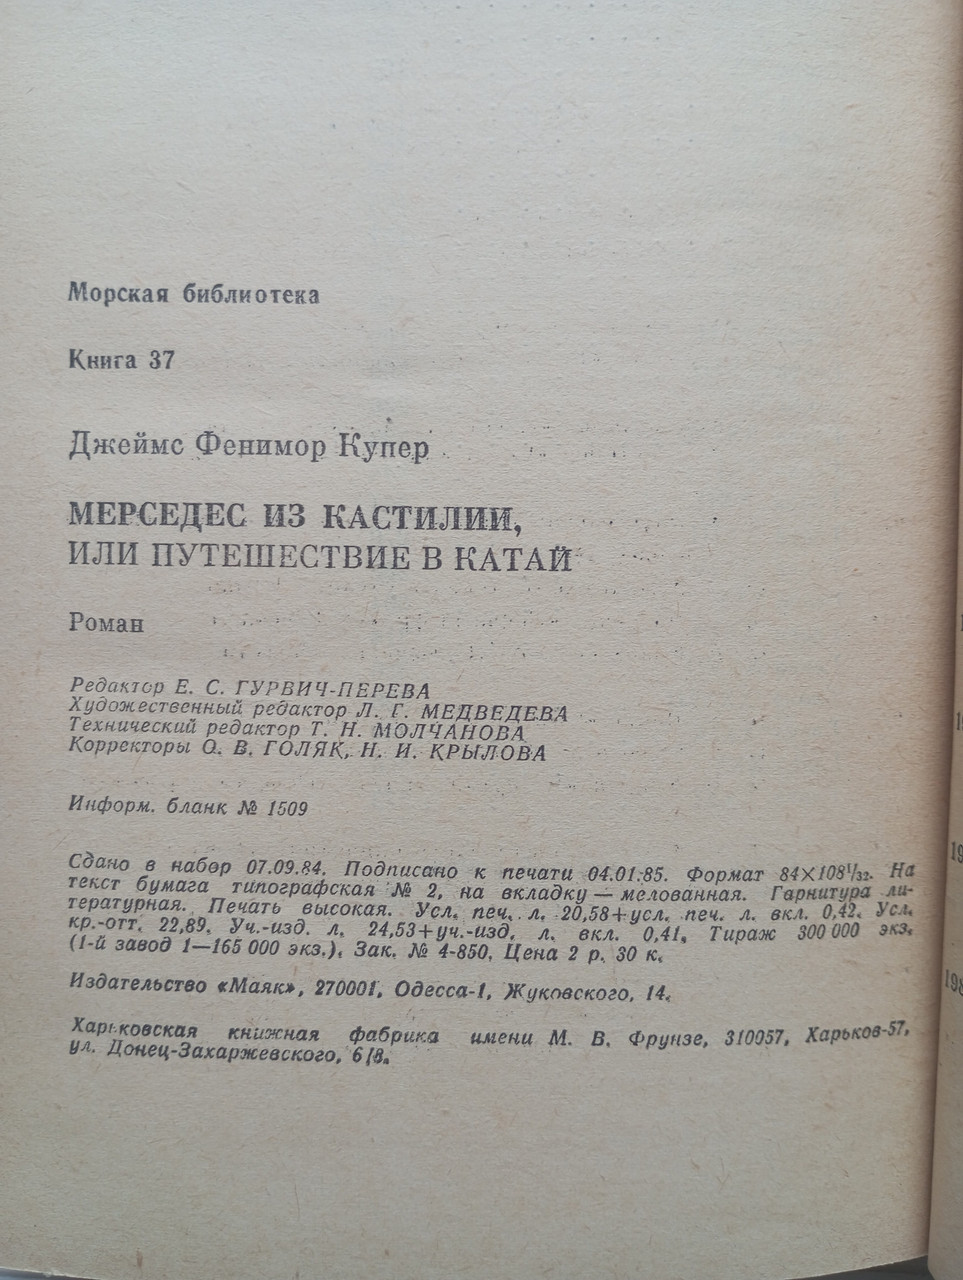 Морская библиотека
Книга 37
Джеймс Фенимор Купер
МЕРСЕДЕС ИЗ КАСТИЛИИ,
ИЛИ ПУТЕШЕСТВИЕ В КАТАЙ
Роман
Редактор Е. С. ГУРВИЧ-ПЕРЕВА
Художественный редактор Л. Г. МЕДВЕДЕВА
Технический редактор Т. Н. МОЛЧАНОВА
Корректоры О. В. ГОЛЯК, Н. И. КРЫЛОВА
Информ. бланк № 1509
Сдано в набор 07.09.84. Подписано к печати 04.01.85. Формат 84×108¹/₃₂. На
текст бумага типографская № 2, на вкладку — мелованная. Гарнитура ли-
тературная. Печать высокая. Усл. печ. л. 20,58+усл. печ. л. вкл. 0,42. Усл.
кр.-отт. 22,89. Уч.-изд. л. 24,53+уч.-изд. л. вкл. 0,41. Тираж 300 000 экз.
(1-й завод 1—165 000 экз.). Зак. № 4-850. Цена 2 р. 30 к.
Издательство «Маяк», 270001, Одесса-1, Жуковского, 14.
Харьковская книжная фабрика имени М. В. Фрунзе, 310057, Харьков-57,
ул. Донец-Захаржевского, 6/8.